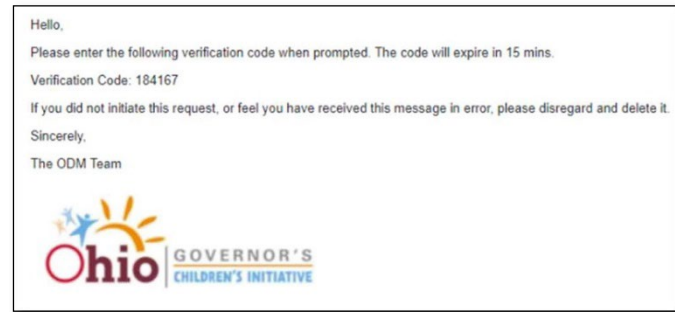 Hello,
Please enter the following verification code when prompted. The code will expire in 15 mins.
Verification Code: 184167
If you did not initiate this request, or feel you have received this message in error, please disregard and delete it.
Sincerely,
The ODM Team
Ohio
GOVERNOR'S
CHILDREN'S INITIATIVE